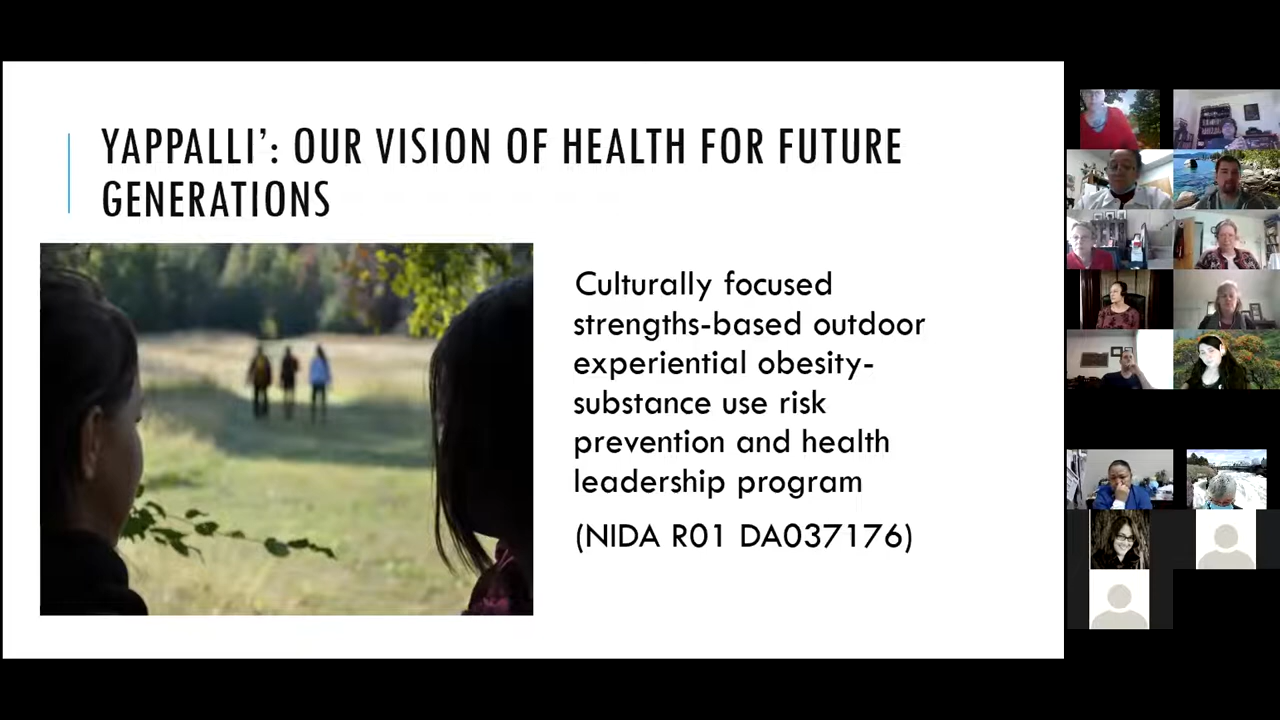 YAPPALLI’: OUR VISION OF HEALTH FOR FUTURE
GENERATIONS
Culturally focused
strengths-based outdoor
experiential obesity-
substance use risk
prevention and health
leadership program
(NIDA R01 DA037176)